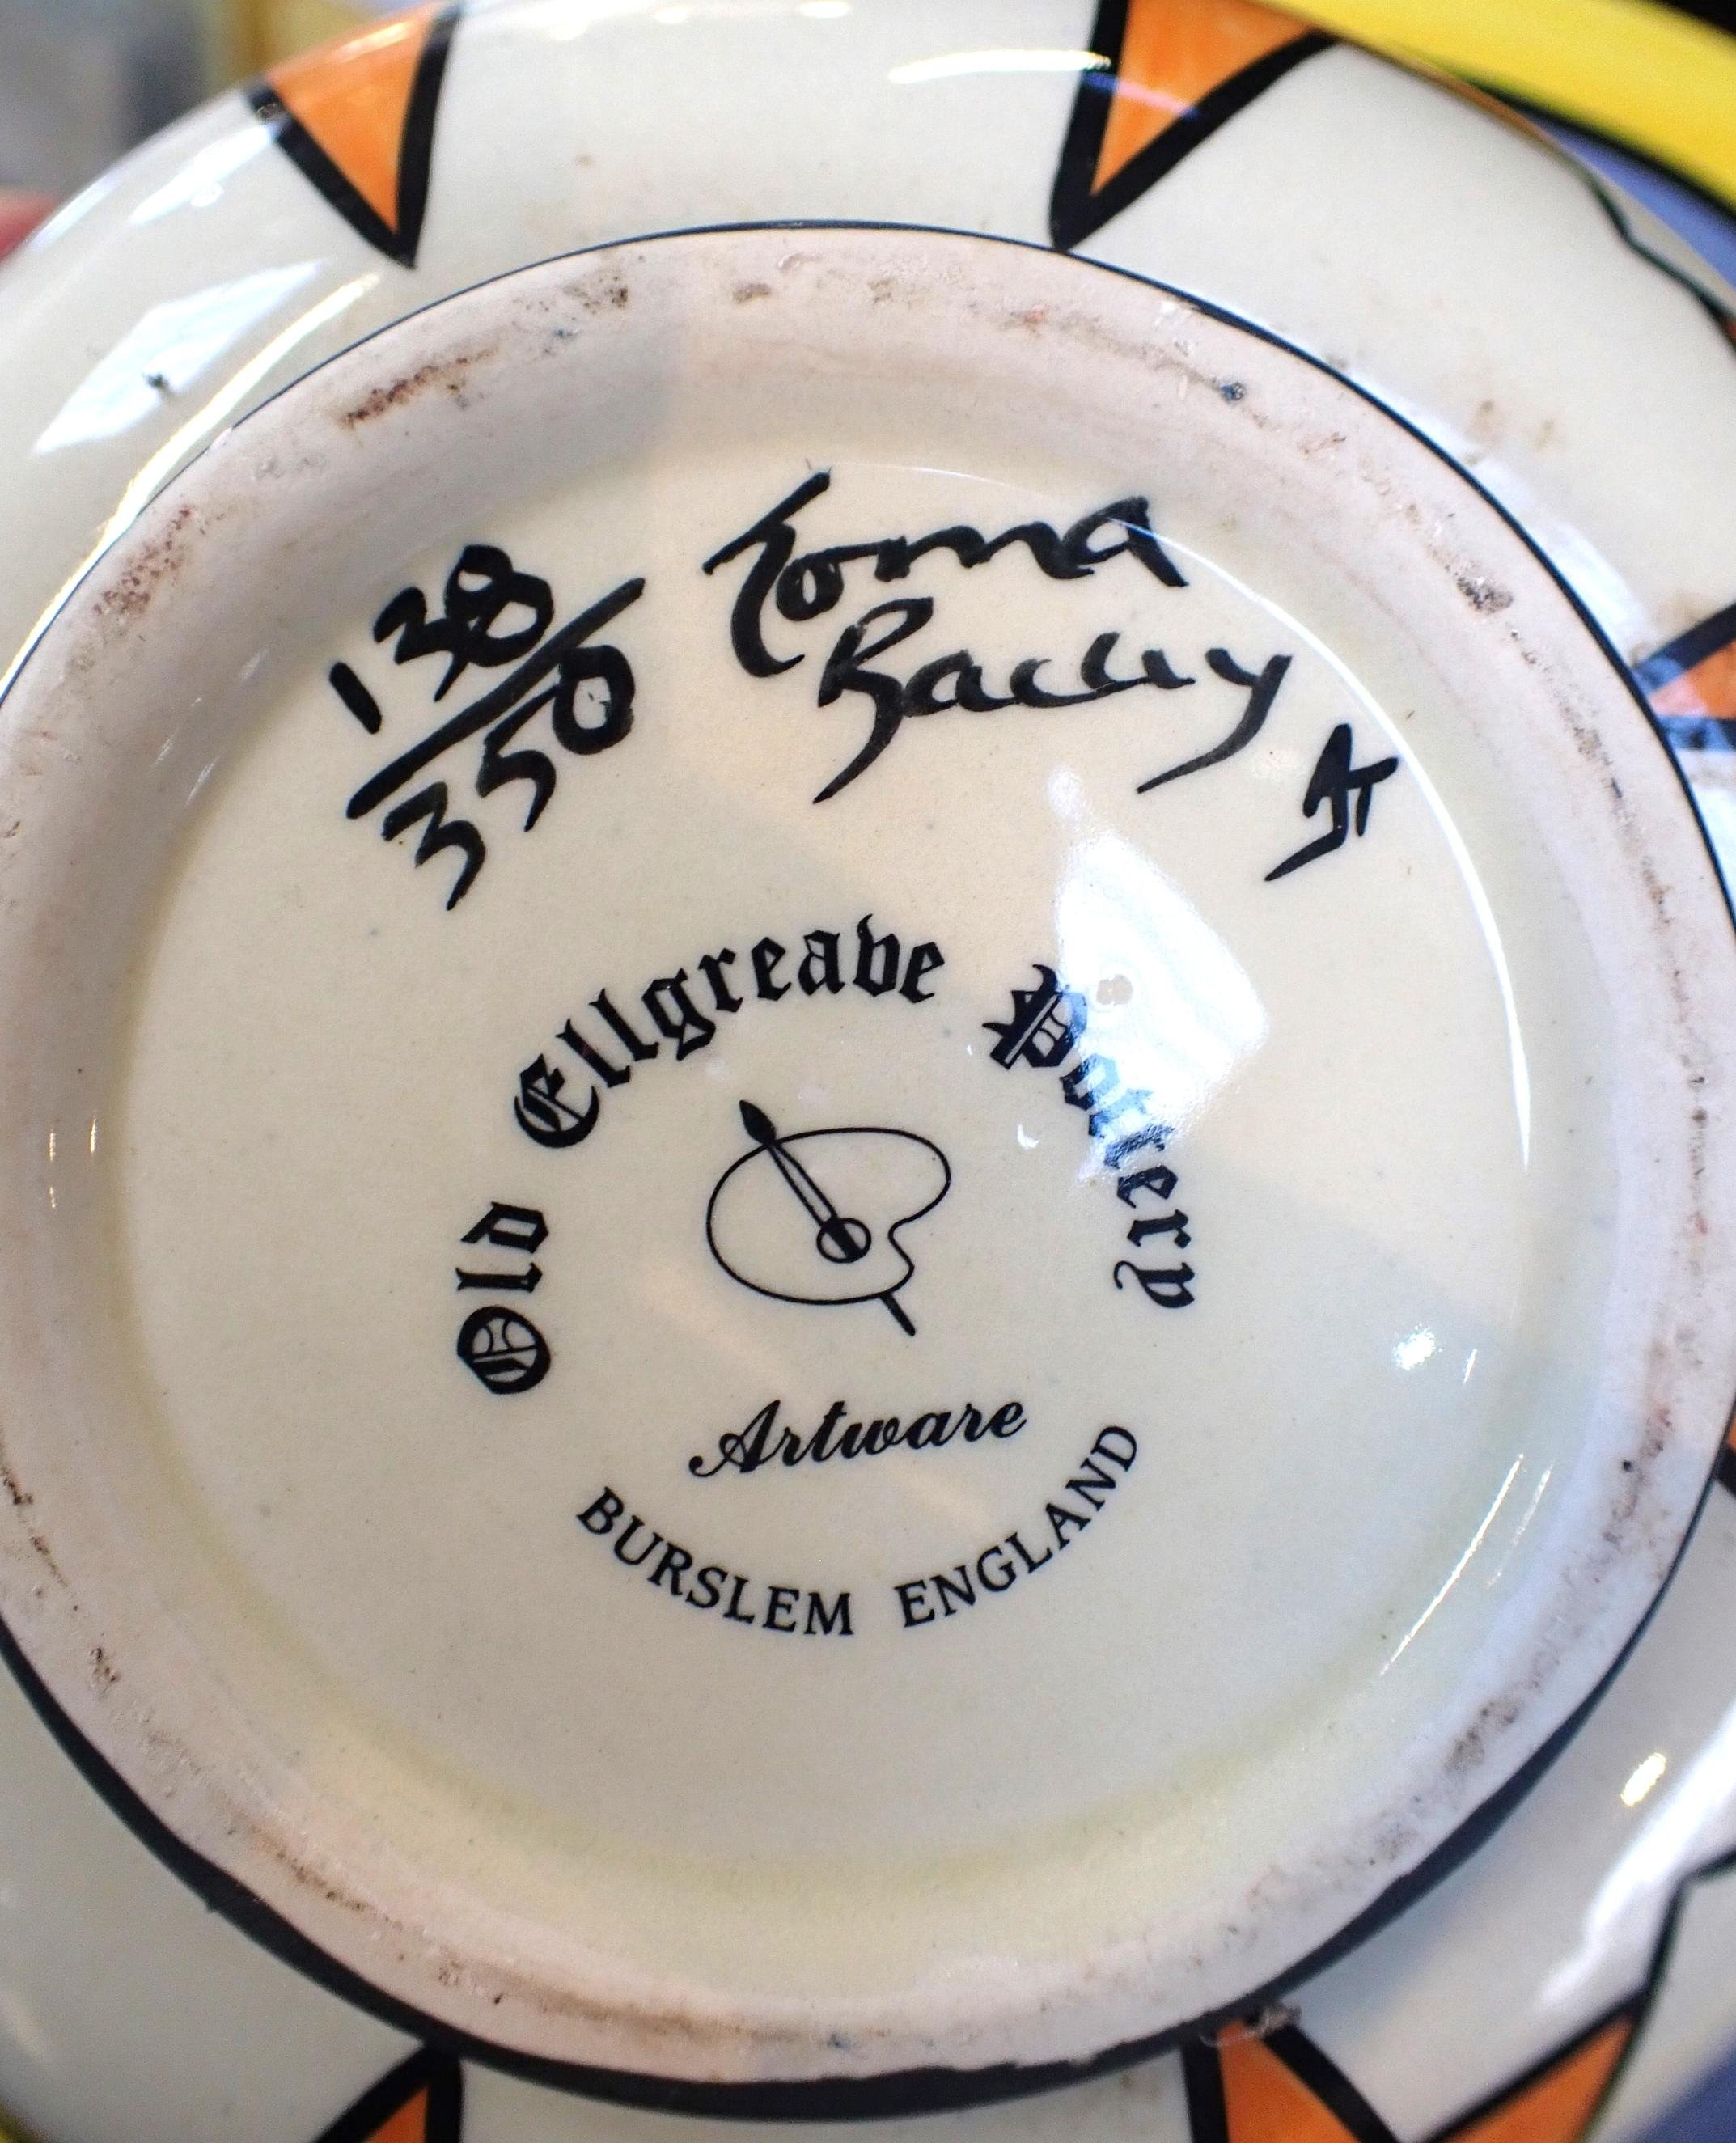 138/350
Lorna
Bailey
Old Ellgreave Pottery
Artware
BURSLEM ENGLAND